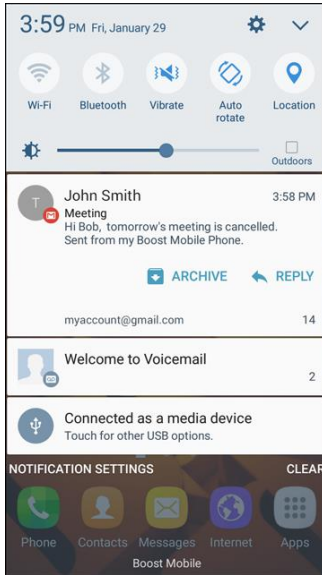 3:59 PM Fri, January 29
Wi-Fi Bluetooth Vibrate Auto rotate Location
Outdoors
T
John Smith 3:58 PM
Meeting
Hi Bob, tomorrow's meeting is cancelled.
Sent from my Boost Mobile Phone.
ARCHIVE REPLY
myaccount@gmail.com 14
Welcome to Voicemail
2
Connected as a media device
Touch for other USB options.
NOTIFICATION SETTINGS CLEAR
Phone Contacts Messages Internet Apps
Boost Mobile